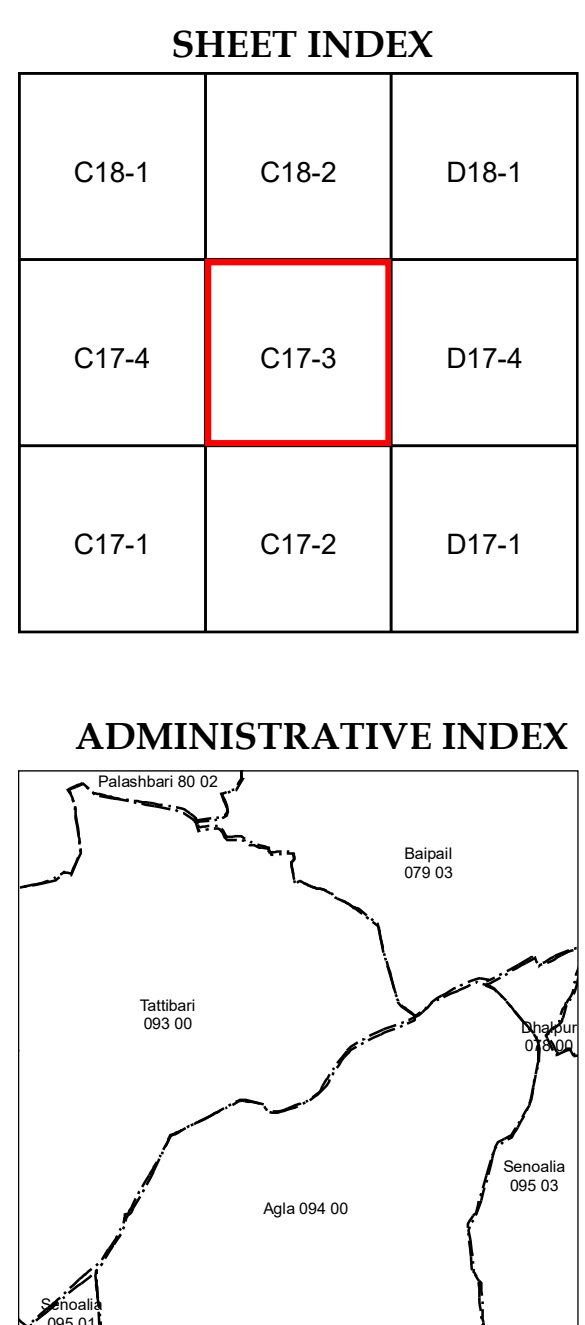 SHEET INDEX
C18-1 C18-2 D18-1
C17-4 C17-3 D17-4
C17-1 C17-2 D17-1
ADMINISTRATIVE INDEX
Palashbari 80 02
Baipail
079 03
Tattibari
093 00
Dhalpur
078 00
Senoalia
095 03
Agla 094 00
Senoalia
095 01